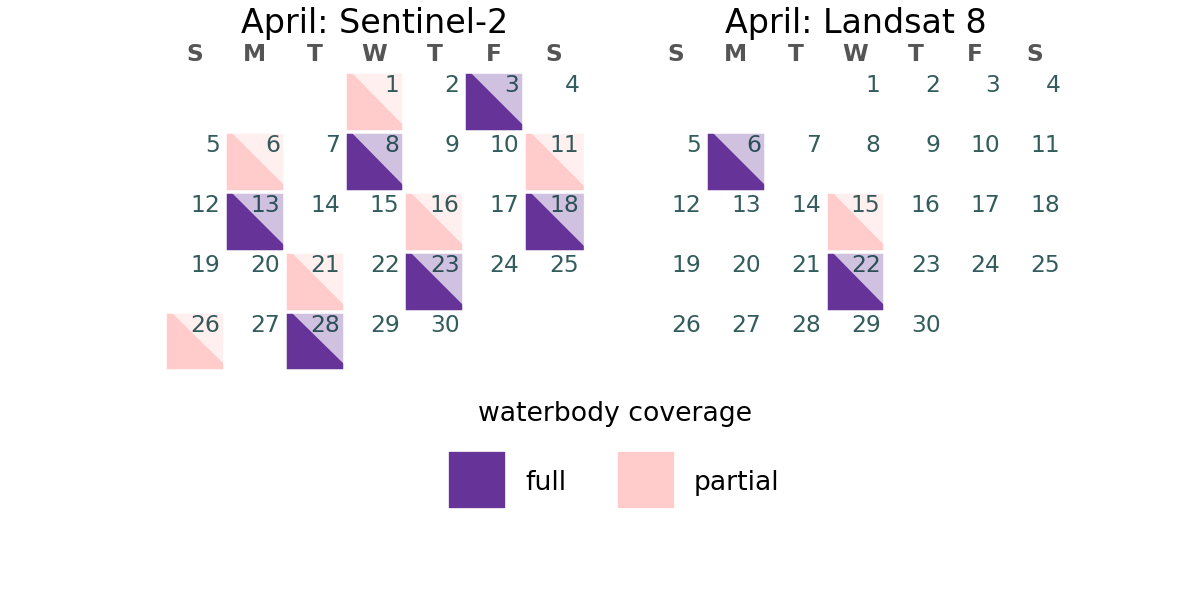 April: Sentinel-2
S M T W T F S
1 2 3 4
5 6 7 8 9 10 11
12 13 14 15 16 17 18
19 20 21 22 23 24 25
26 27 28 29 30
April: Landsat 8
S M T W T F S
1 2 3 4
5 6 7 8 9 10 11
12 13 14 15 16 17 18
19 20 21 22 23 24 25
26 27 28 29 30
waterbody coverage
full partial